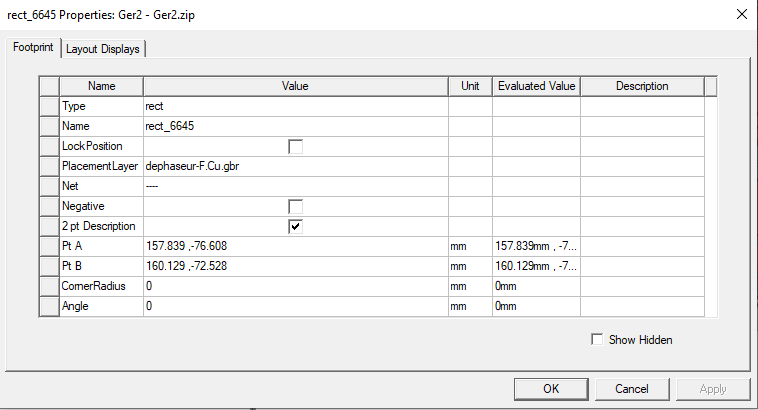 rect_6645 Properties: Ger2 - Ger2.zip
Footprint Layout Displays
Name Value Unit Evaluated Value Description
Type rect
Name rect_6645
LockPosition
PlacementLayer dephaseur-F.Cu.gbr
Net ----
Negative
2 pt Description
Pt A 157.839 ,-76.608 mm 157.839mm , -7...
Pt B 160.129 ,-72.528 mm 160.129mm , -7...
CornerRadius 0 mm 0mm
Angle 0 mm 0mm
Show Hidden
OK Cancel Apply